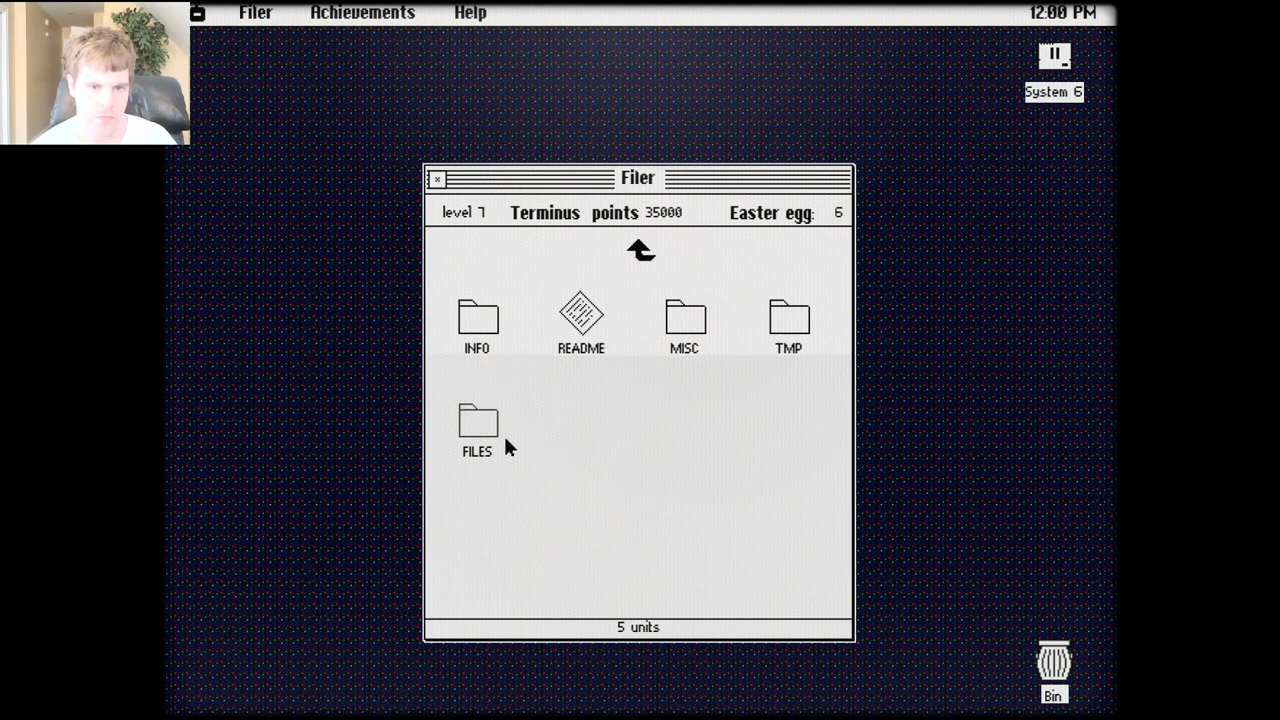 Filer Achievements Help 12:00 PM
System 6
Filer
level 7 Terminus points 35000 Easter egg: 6
INFO README MISC TMP
FILES
5 units
Bin